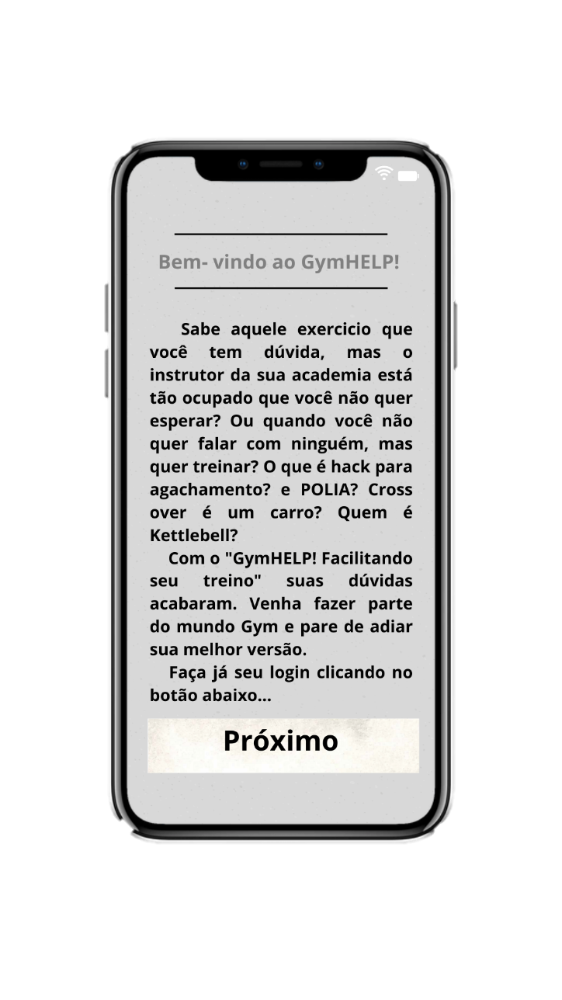 Bem- vindo ao GymHELP!
Sabe aquele exercicio que
você tem dúvida, mas o
instrutor da sua academia está
tão ocupado que você não quer
esperar? Ou quando você não
quer falar com ninguém, mas
quer treinar? O que é hack para
agachamento? e POLIA? Cross
over é um carro? Quem é
Kettlebell?
Com o "GymHELP! Facilitando
seu treino" suas dúvidas
acabaram. Venha fazer parte
do mundo Gym e pare de adiar
sua melhor versão.
Faça já seu login clicando no
botão abaixo...
Próximo